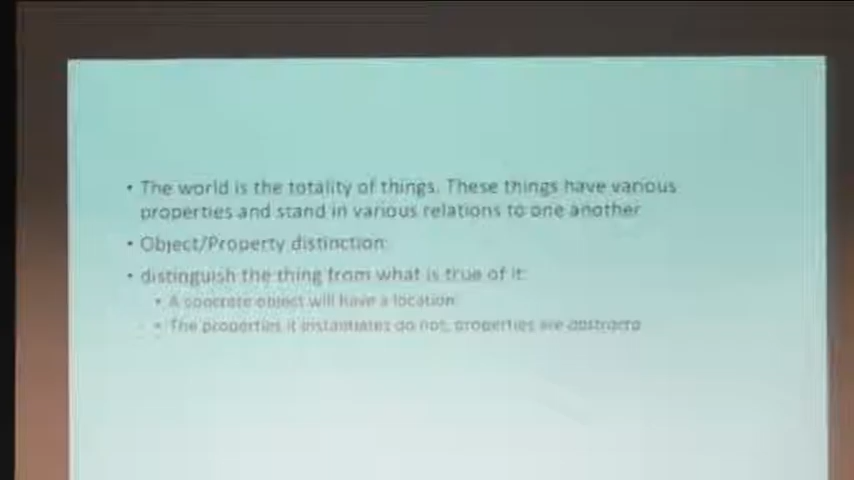 • The world is the totality of things. These things have various
properties and stand in various relations to one another
• Object/Property distinction:
• distinguish the thing from what is true of it:
• A concrete object will have a location.
• The properties it instantiates do not, properties are abstracta